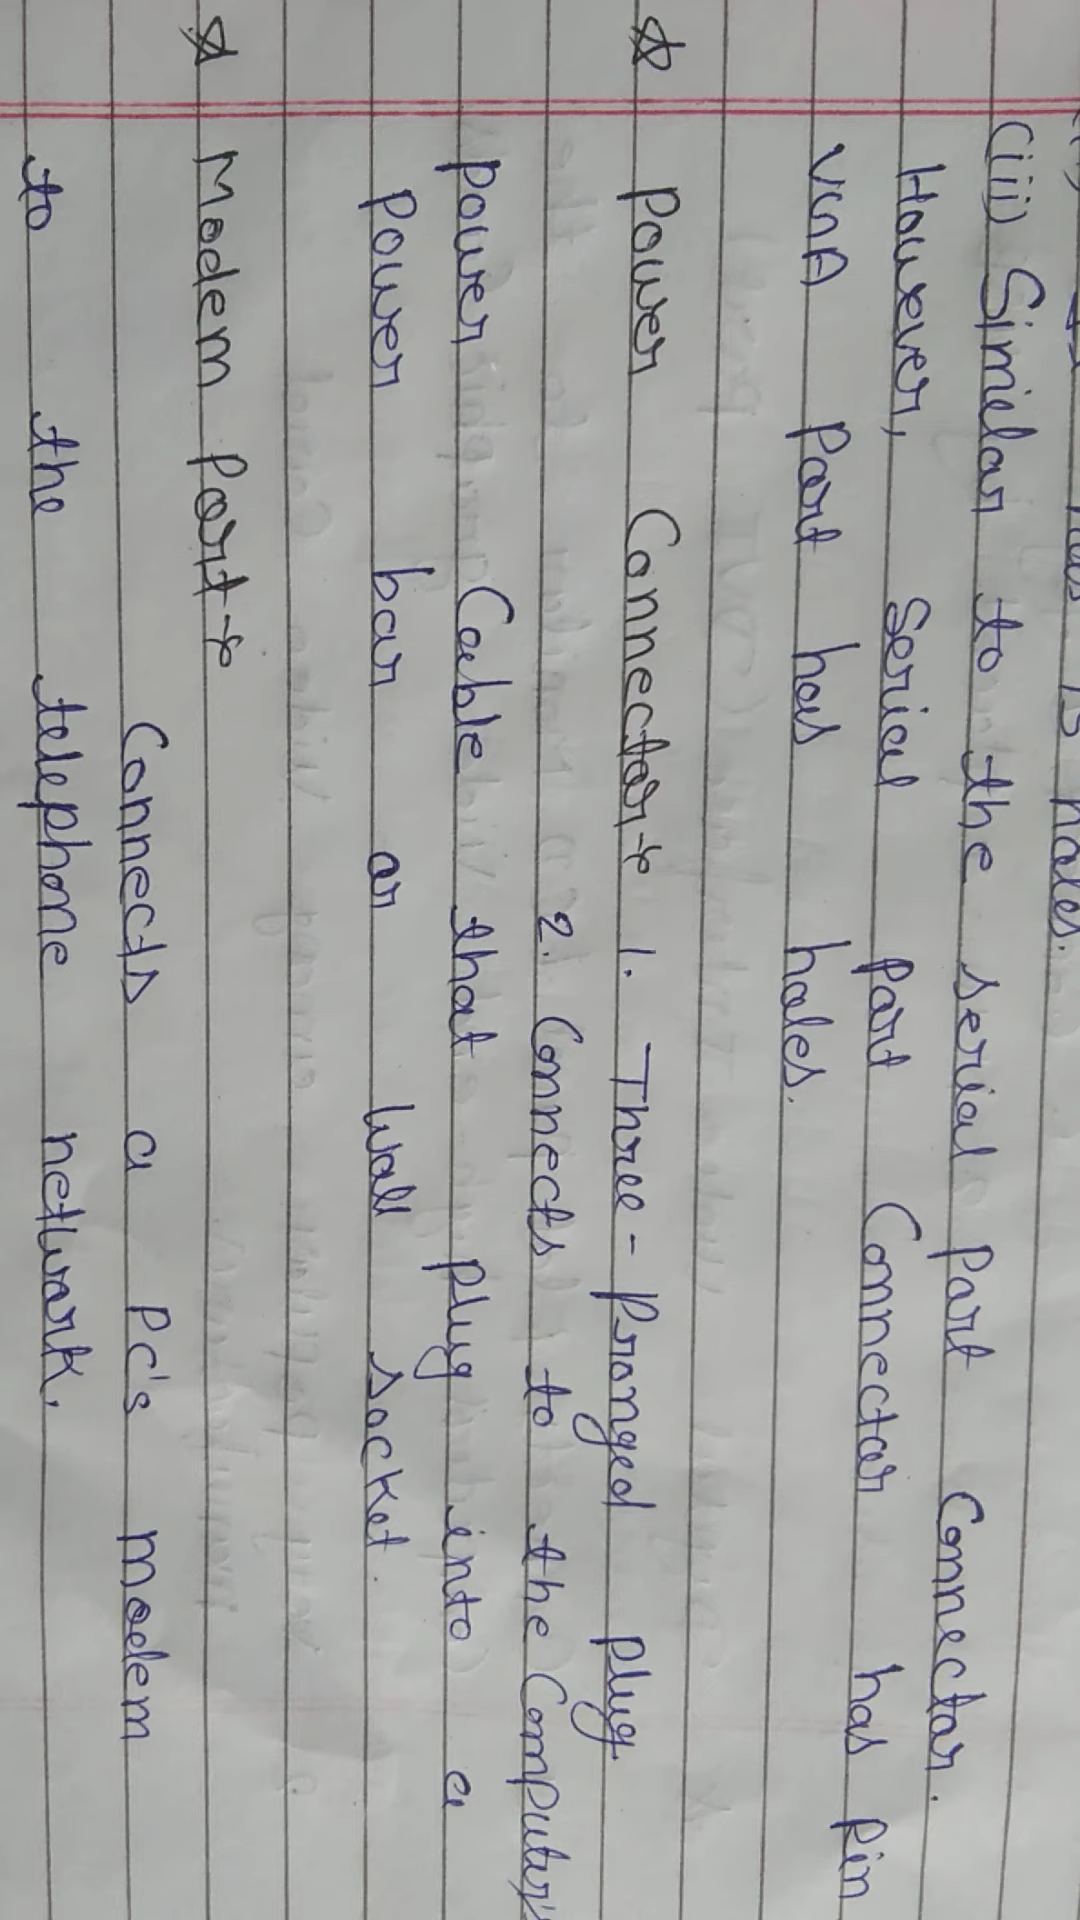 is holes.
(iii) Similar to the serial Port Connector.
However, Serial Port Connector has Pin
VGA Port has holes.
☆ Power Connector → 1. Three-Pronged Plug
2. Connects to the Computer's
Power Cable that Plug into a
Power bar or wall socket.
☆ Modem Port →
Connects a Pc's modem
to the telephone network.